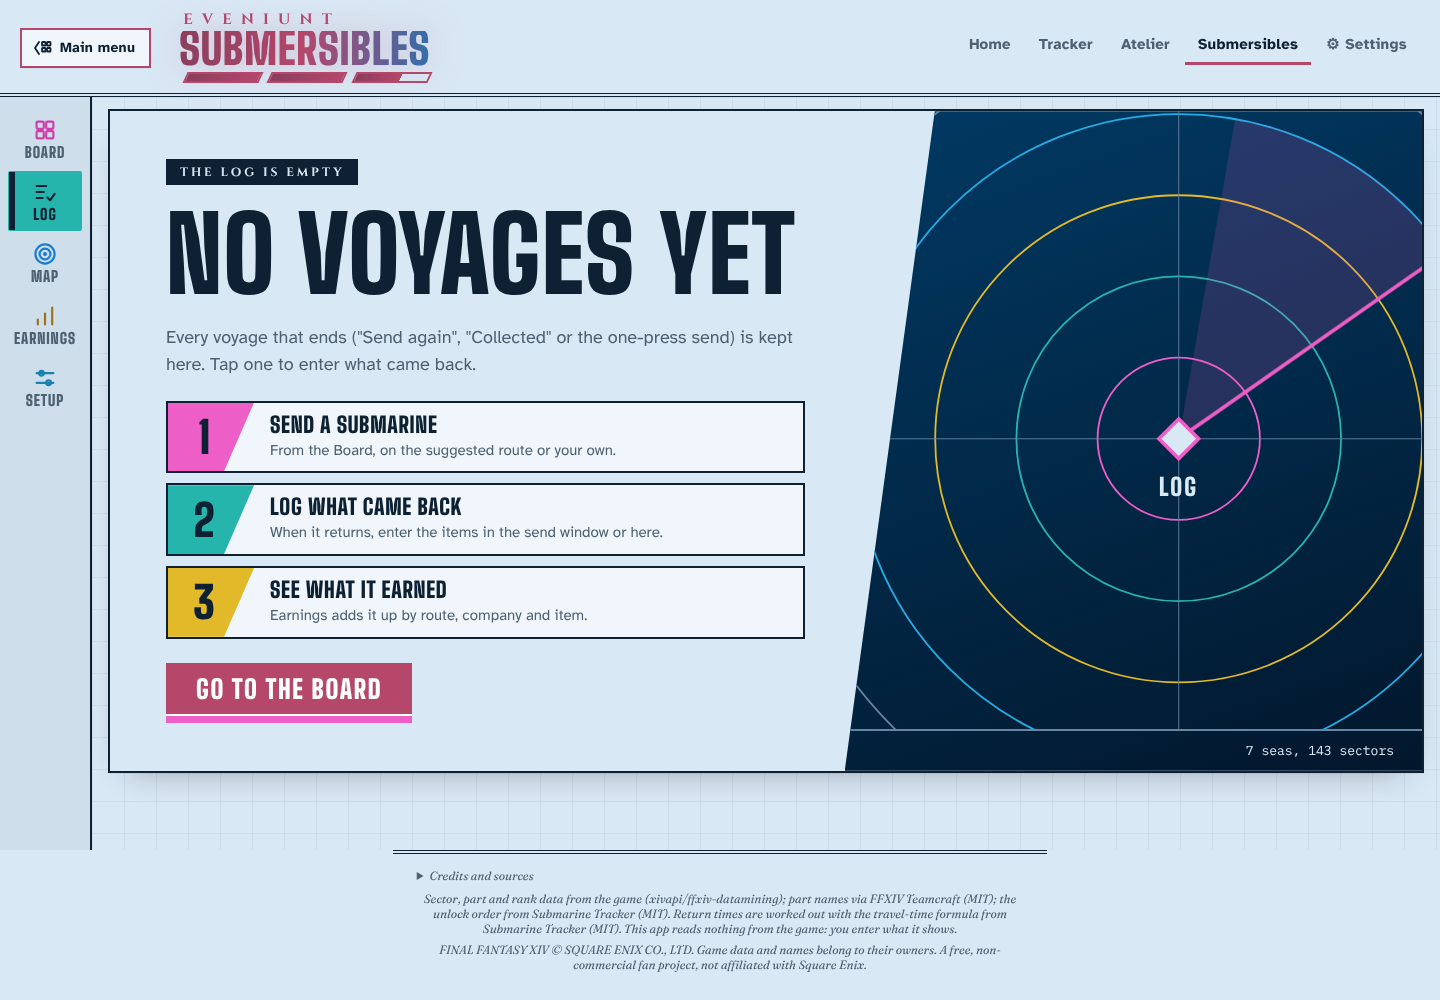 Main menu
EVENIUNT
SUBMERSIBLES
Home
Tracker
Atelier
Submersibles
⚙ Settings
BOARD
LOG
MAP
EARNINGS
SETUP
THE LOG IS EMPTY
NO VOYAGES YET
Every voyage that ends ("Send again", "Collected" or the one-press send) is kept
here. Tap one to enter what came back.
1
SEND A SUBMARINE
From the Board, on the suggested route or your own.
2
LOG WHAT CAME BACK
When it returns, enter the items in the send window or here.
3
SEE WHAT IT EARNED
Earnings adds it up by route, company and item.
GO TO THE BOARD
LOG
7 seas, 143 sectors
▶ Credits and sources
Sector, part and rank data from the game (xivapi/ffxiv-datamining); part names via FFXIV Teamcraft (MIT); the
unlock order from Submarine Tracker (MIT). Return times are worked out with the travel-time formula from
Submarine Tracker (MIT). This app reads nothing from the game: you enter what it shows.
FINAL FANTASY XIV © SQUARE ENIX CO., LTD. Game data and names belong to their owners. A free, non-
commercial fan project, not affiliated with Square Enix.